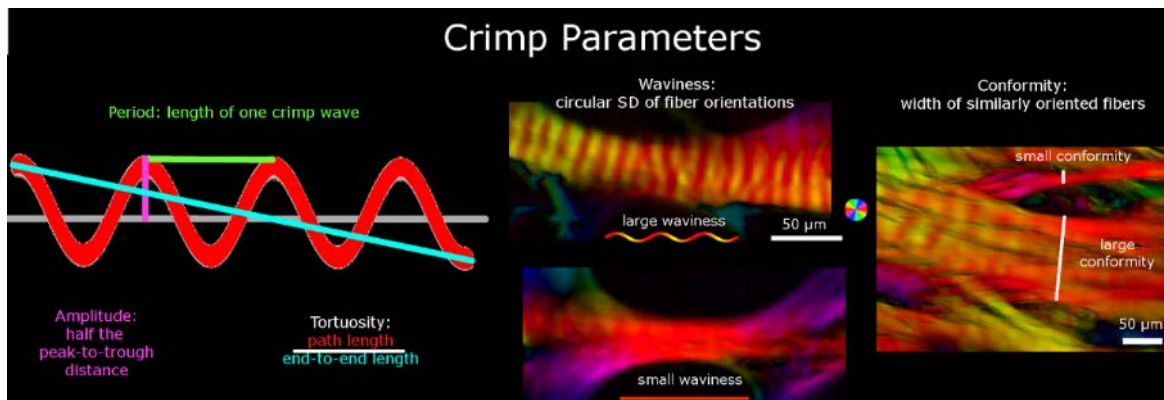 Crimp Parameters
Period: length of one crimp wave
Amplitude:
half the
peak-to-trough
distance
Tortuosity:
path length
end-to-end length
Waviness:
circular SD of fiber orientations
large waviness
50 µm
small waviness
Conformity:
width of similarly oriented fibers
small conformity
large
conformity
50 µm